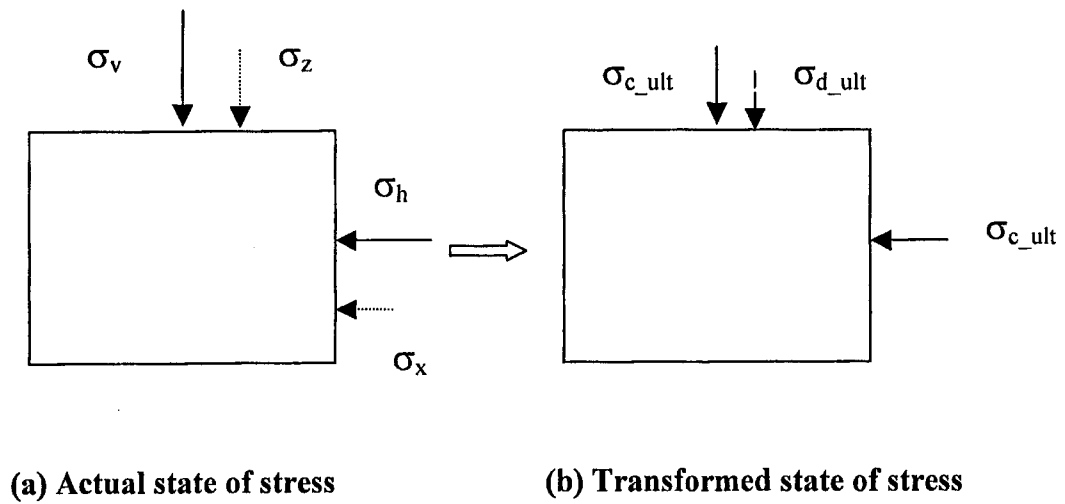 σv
σz
σh
σx
σc_ult
σd_ult
σc_ult
(a) Actual state of stress
(b) Transformed state of stress